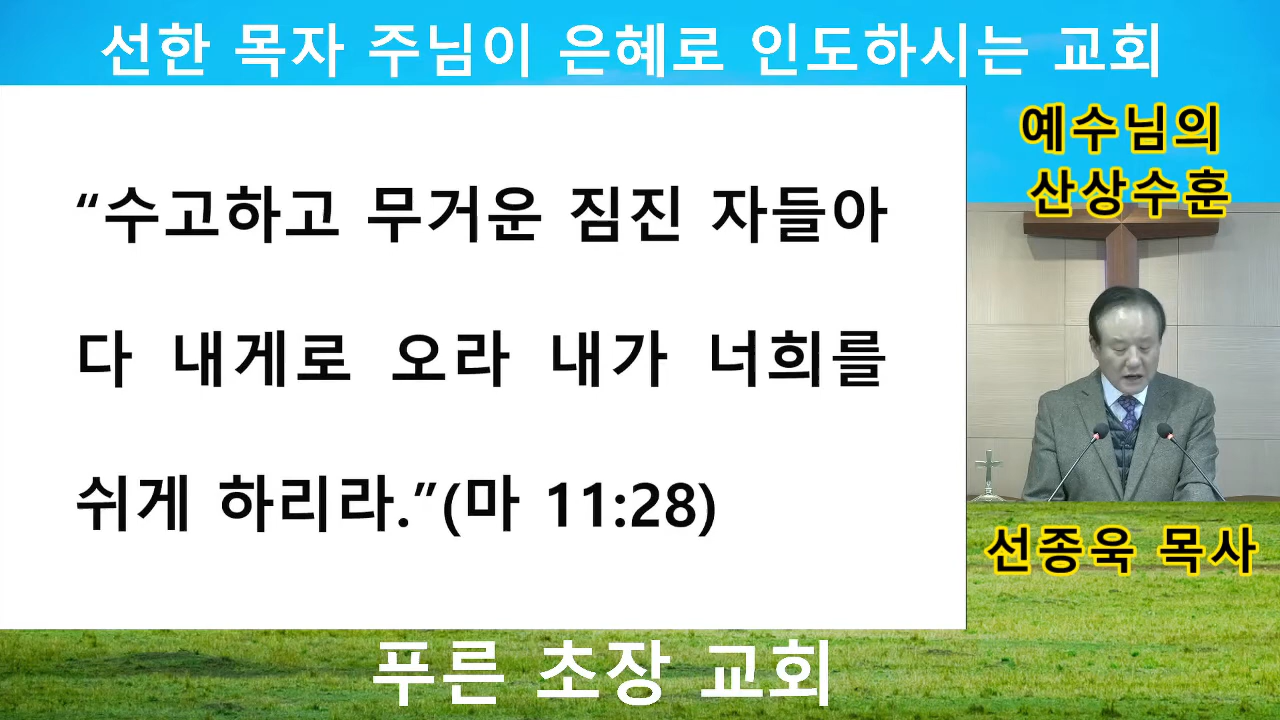 선한 목자 주님이 은혜로 인도하시는 교회
예수님의
산상수훈
“수고하고 무거운 짐진 자들아
다 내게로 오라 내가 너희를
쉬게 하리라.”(마 11:28)
선종욱 목사
푸른 초장 교회